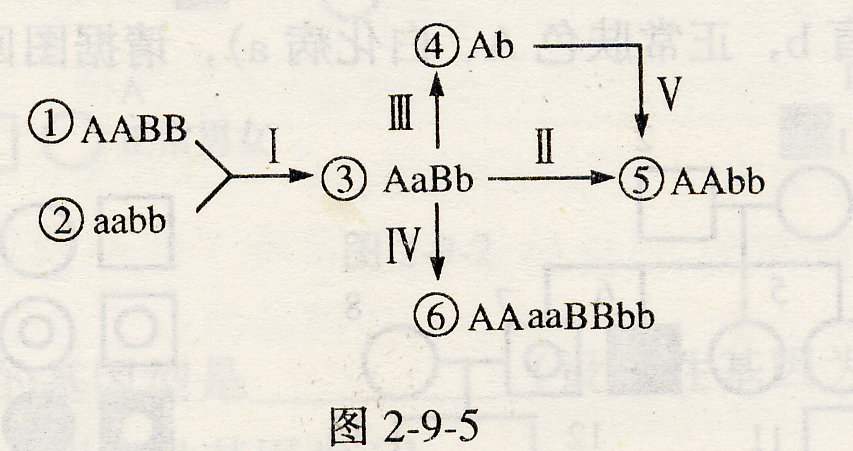 ④ Ab
① AABB
Ⅰ
Ⅲ
Ⅴ
③ AaBb
Ⅱ
⑤ AAbb
② aabb
Ⅳ
⑥ AAaaBBbb
图 2-9-5